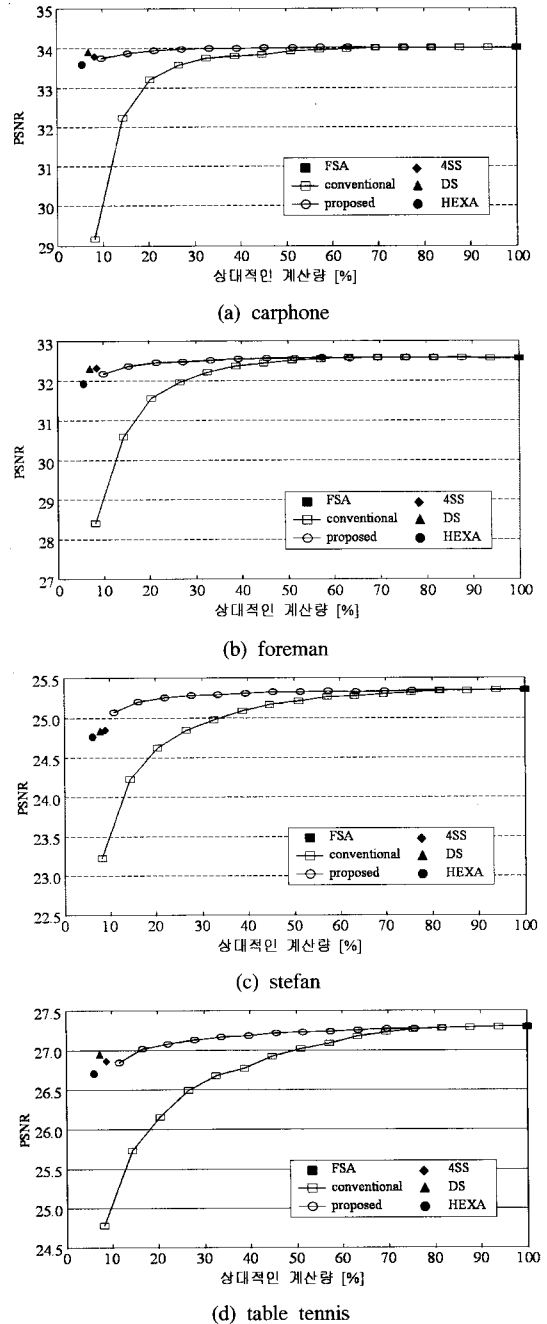 34
33
32
31
30
29
PSNR
FSA
conventional
proposed
4SS
DS
HEXA
0 10 20 30 40 50 60 70 80 90 100
상대적인 계산량 [%]
(a) carphone
33
32
31
30
29
28
27
PSNR
FSA
conventional
proposed
4SS
DS
HEXA
0 10 20 30 40 50 60 70 80 90 100
상대적인 계산량 [%]
(b) foreman
25.5
25.0
24.5
24.0
23.5
23.0
22.5
PSNR
FSA
conventional
proposed
4SS
DS
HEXA
0 10 20 30 40 50 60 70 80 90 100
상대적인 계산량 [%]
(c) stefan
27.5
27.0
26.5
26.0
25.5
25.0
24.5
PSNR
FSA
conventional
proposed
4SS
DS
HEXA
0 10 20 30 40 50 60 70 80 90 100
상대적인 계산량 [%]
(d) table tennis